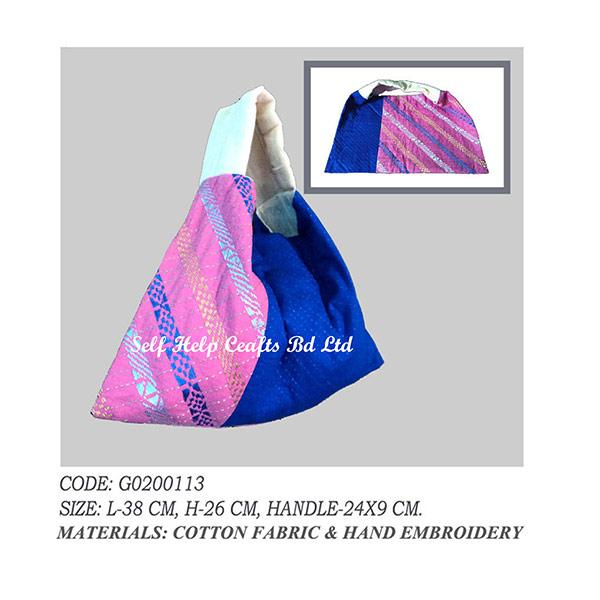 Self Help Ceafts Bd Ltd
CODE: G0200113
SIZE: L-38 CM, H-26 CM, HANDLE-24X9 CM.
MATERIALS: COTTON FABRIC & HAND EMBROIDERY